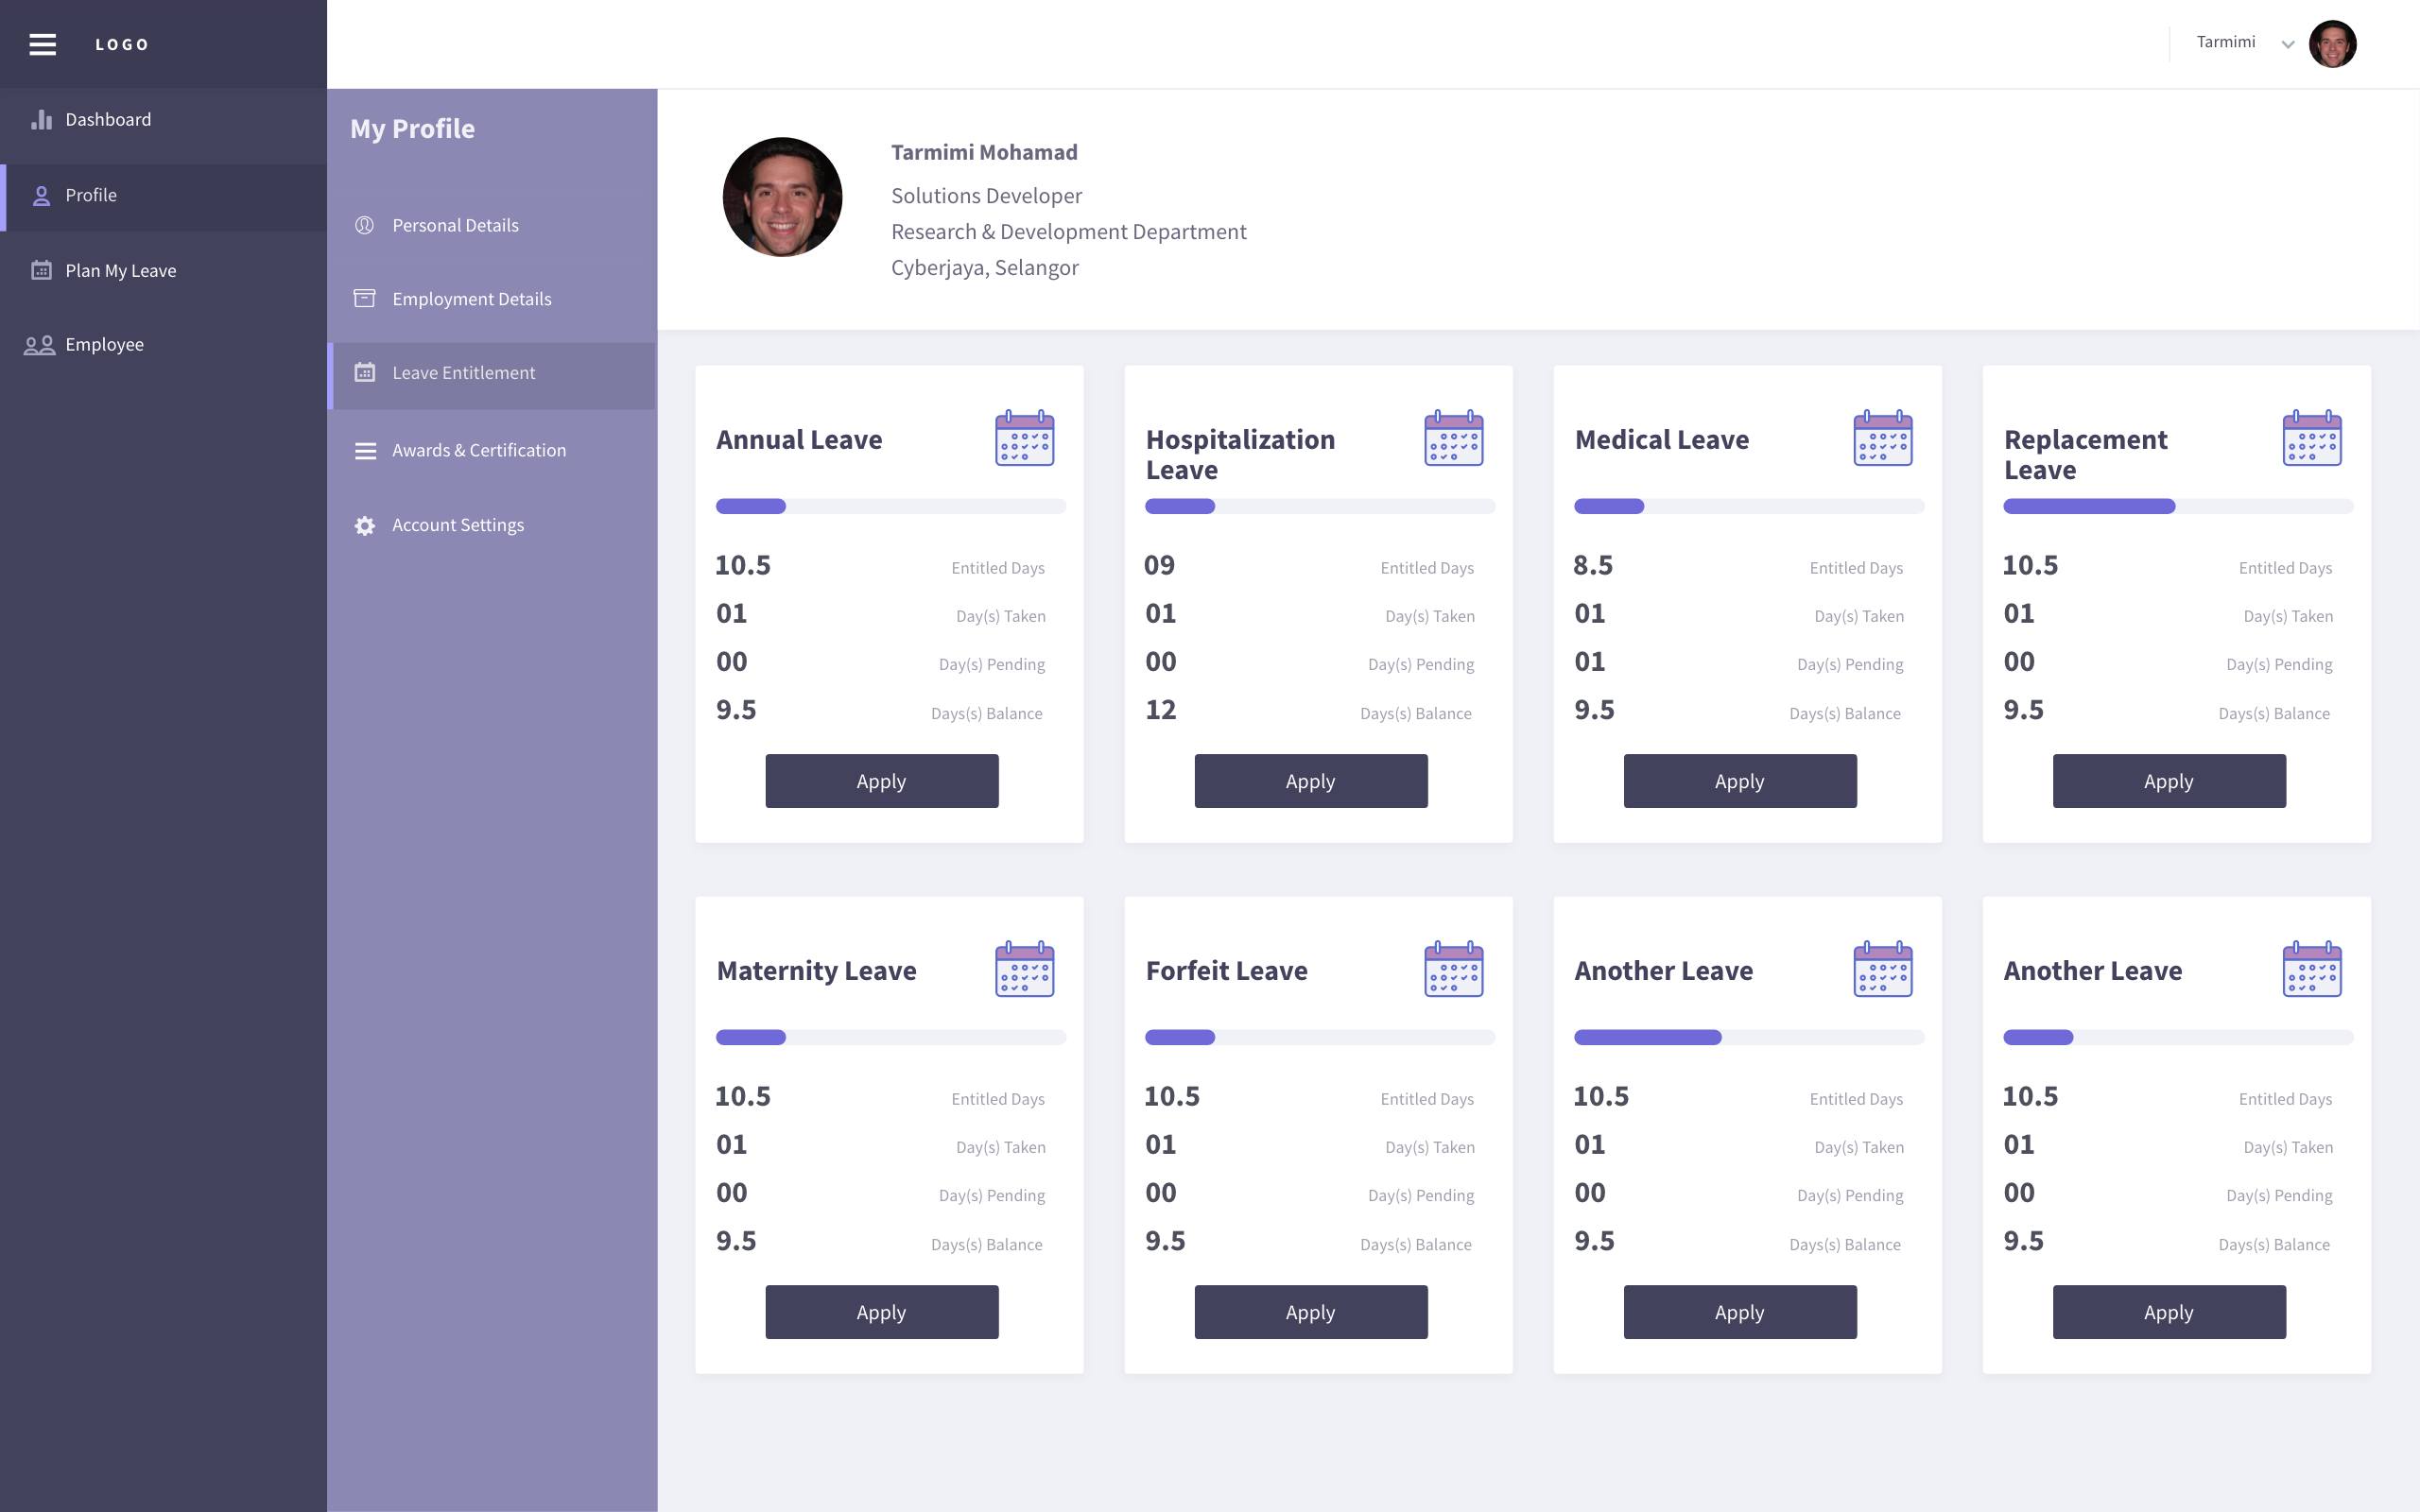 LOGO
Tarmimi
Dashboard
Profile
Plan My Leave
Employee
My Profile
Personal Details
Employment Details
Leave Entitlement
Awards & Certification
Account Settings
Tarmimi Mohamad
Solutions Developer
Research & Development Department
Cyberjaya, Selangor
Annual Leave
10.5 Entitled Days
01 Day(s) Taken
00 Day(s) Pending
9.5 Days(s) Balance
Apply
Hospitalization
Leave
09 Entitled Days
01 Day(s) Taken
00 Day(s) Pending
12 Days(s) Balance
Apply
Medical Leave
8.5 Entitled Days
01 Day(s) Taken
01 Day(s) Pending
9.5 Days(s) Balance
Apply
Replacement
Leave
10.5 Entitled Days
01 Day(s) Taken
00 Day(s) Pending
9.5 Days(s) Balance
Apply
Maternity Leave
10.5 Entitled Days
01 Day(s) Taken
00 Day(s) Pending
9.5 Days(s) Balance
Apply
Forfeit Leave
10.5 Entitled Days
01 Day(s) Taken
00 Day(s) Pending
9.5 Days(s) Balance
Apply
Another Leave
10.5 Entitled Days
01 Day(s) Taken
00 Day(s) Pending
9.5 Days(s) Balance
Apply
Another Leave
10.5 Entitled Days
01 Day(s) Taken
00 Day(s) Pending
9.5 Days(s) Balance
Apply